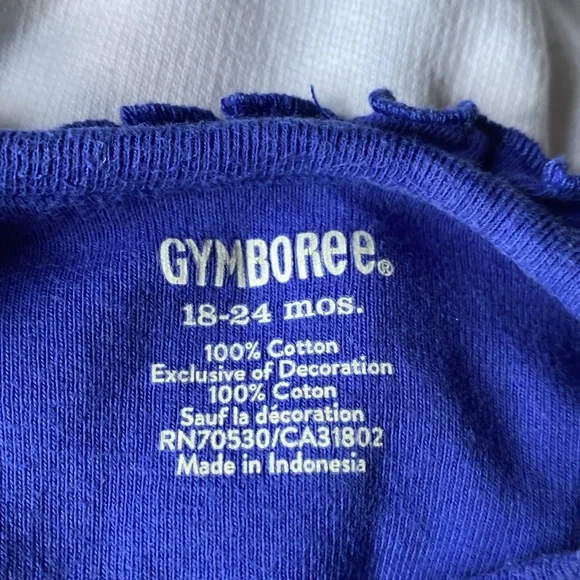 GYMBOREE®
18-24 mos.
100% Cotton
Exclusive of Decoration
100% Coton
Sauf la décoration
RN70530/CA31802
Made in Indonesia